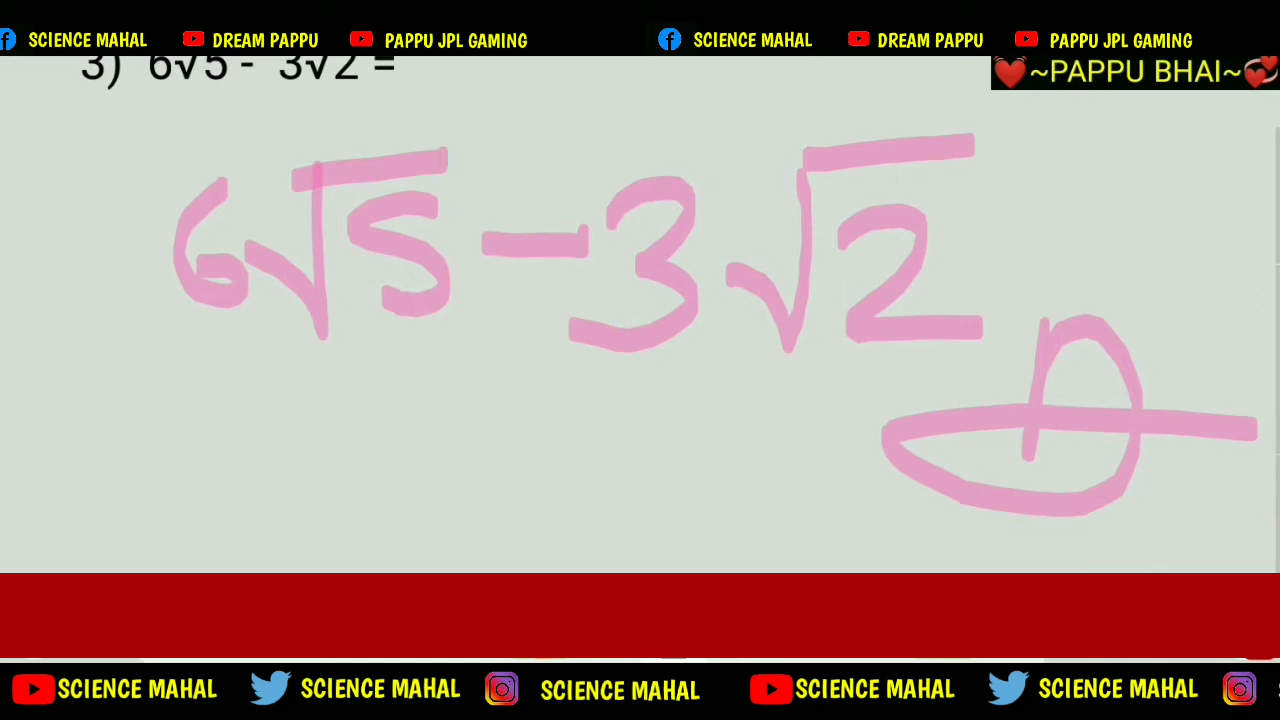 SCIENCE MAHAL DREAM PAPPU PAPPU JPL GAMING SCIENCE MAHAL DREAM PAPPU PAPPU JPL GAMING
3) 6√5 - 3√2 =
~PAPPU BHAI~
6√5 - 3√2
SCIENCE MAHAL SCIENCE MAHAL SCIENCE MAHAL SCIENCE MAHAL SCIENCE MAHAL